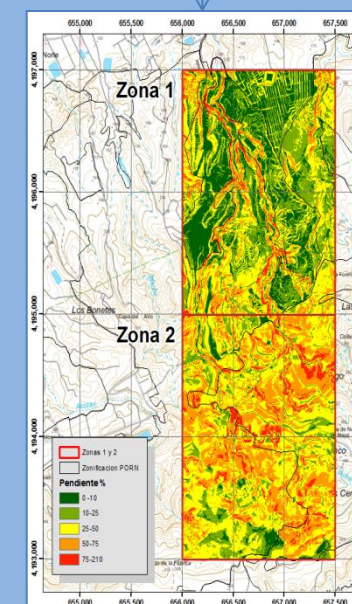 655,000 655,500 656,000 656,500 657,000 657,500
4,197,000
4,196,000
4,195,000
4,194,000
4,193,000
Norte
Zona 1
Los Bonetes
Zona 2
Zonas 1 y 2
Zonificacion PORN
Pendiente %
0-10
10-25
25-50
50-75
75-210
655,000 655,500 656,000 656,500 657,000 657,500